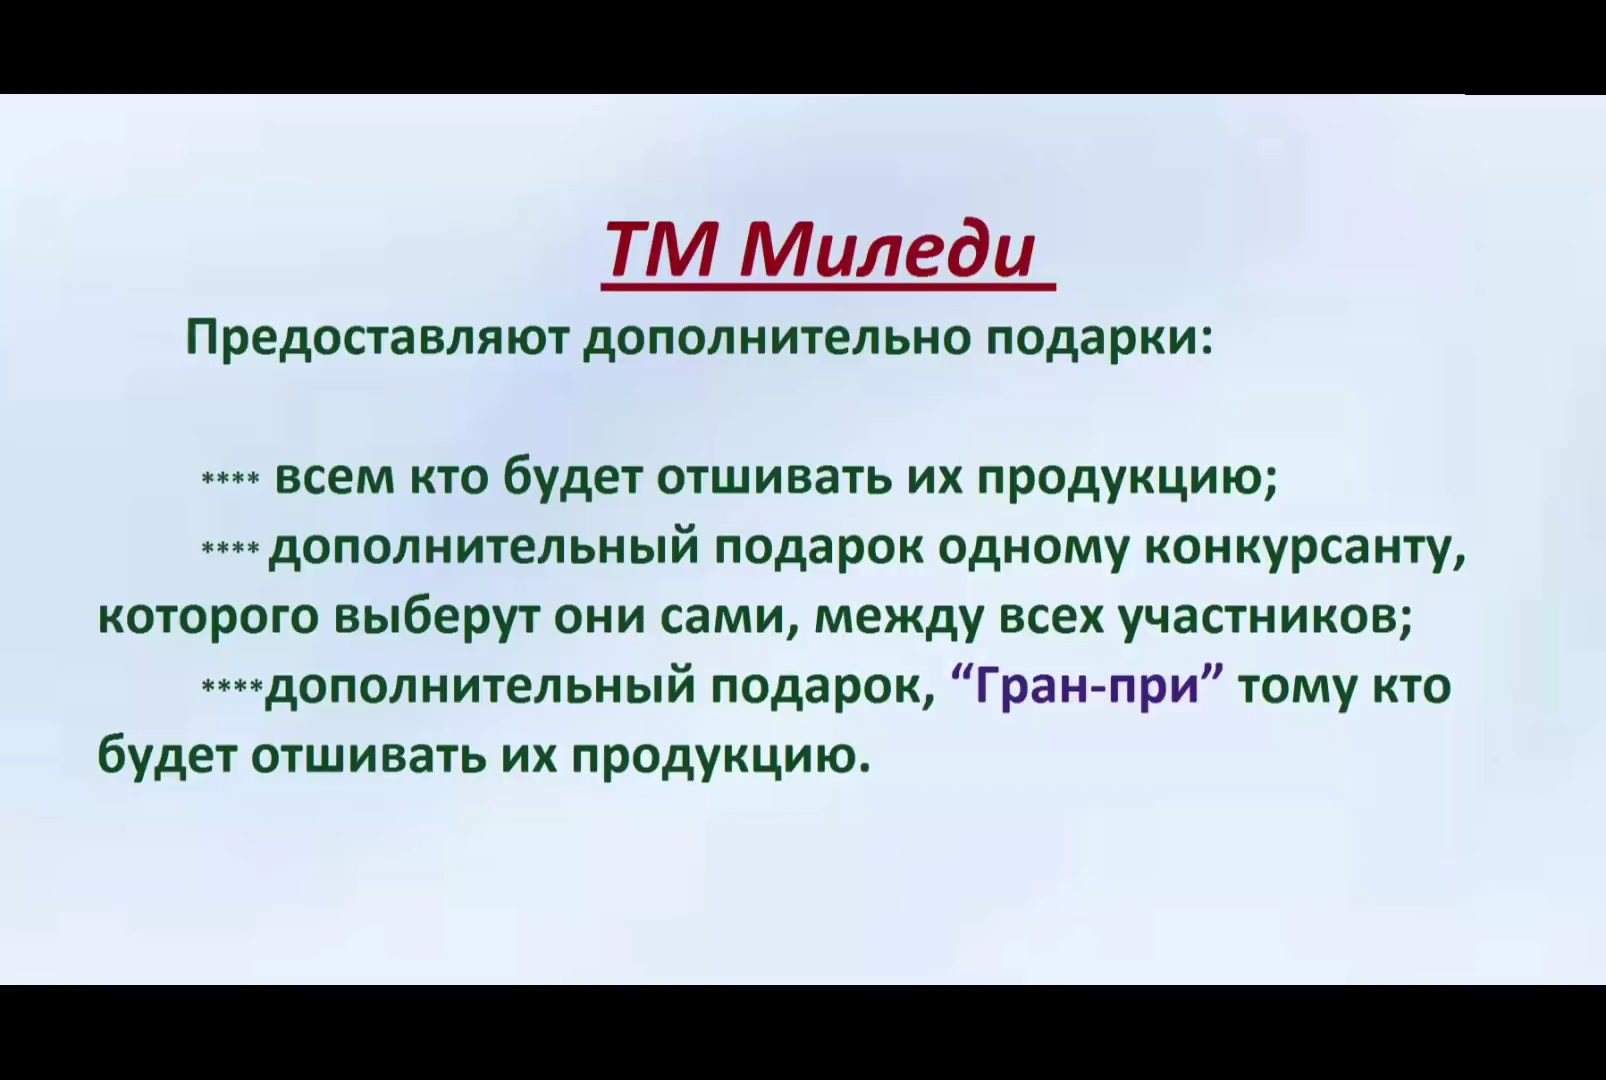 ТМ Миледи
Предоставляют дополнительно подарки:
**** всем кто будет отшивать их продукцию;
**** дополнительный подарок одному конкурсанту,
которого выберут они сами, между всех участников;
****дополнительный подарок, “Гран-при” тому кто
будет отшивать их продукцию.